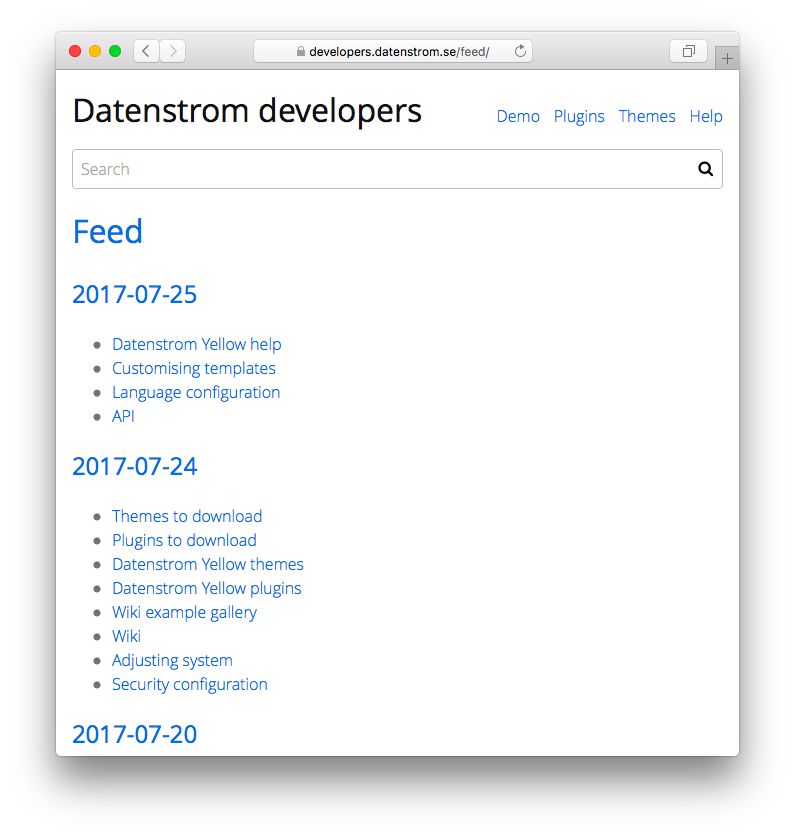 developers.datenstrom.se/feed/
Datenstrom developers
Demo Plugins Themes Help
Search
Feed
2017-07-25
Datenstrom Yellow help
Customising templates
Language configuration
API
2017-07-24
Themes to download
Plugins to download
Datenstrom Yellow themes
Datenstrom Yellow plugins
Wiki example gallery
Wiki
Adjusting system
Security configuration
2017-07-20